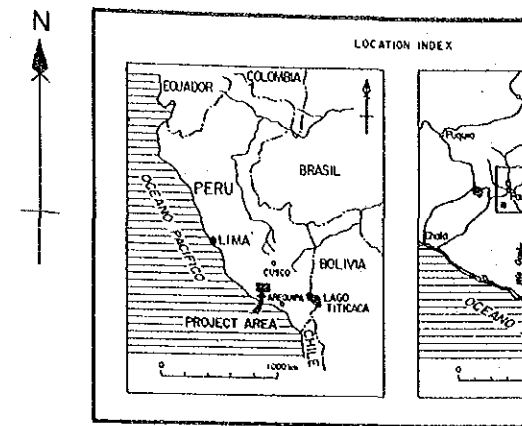 N
LOCATION INDEX
COLOMBIA
ECUADOR
BRASIL
PERU
OCEANO PACIFICO
LIMA
CUSCO
BOLIVIA
AREQUIPA
LAGO
TITICACA
PROJECT AREA
CHILE
0
1000 km
Puquio
Chala
OCEANO
0